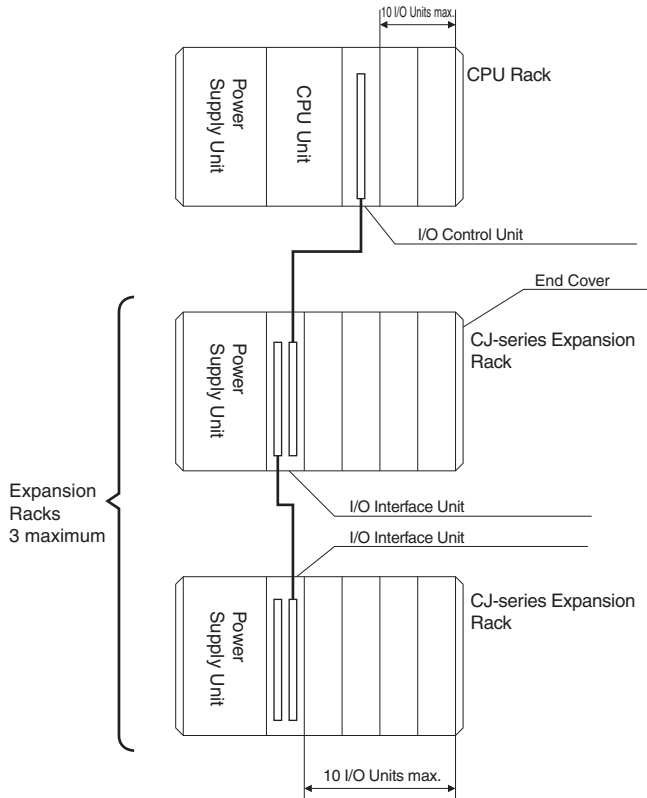 10 I/O Units max.
CPU Rack
Power
Supply Unit
CPU Unit
I/O Control Unit
End Cover
CJ-series Expansion
Rack
Power
Supply Unit
Expansion
Racks
3 maximum
I/O Interface Unit
I/O Interface Unit
CJ-series Expansion
Rack
Power
Supply Unit
10 I/O Units max.